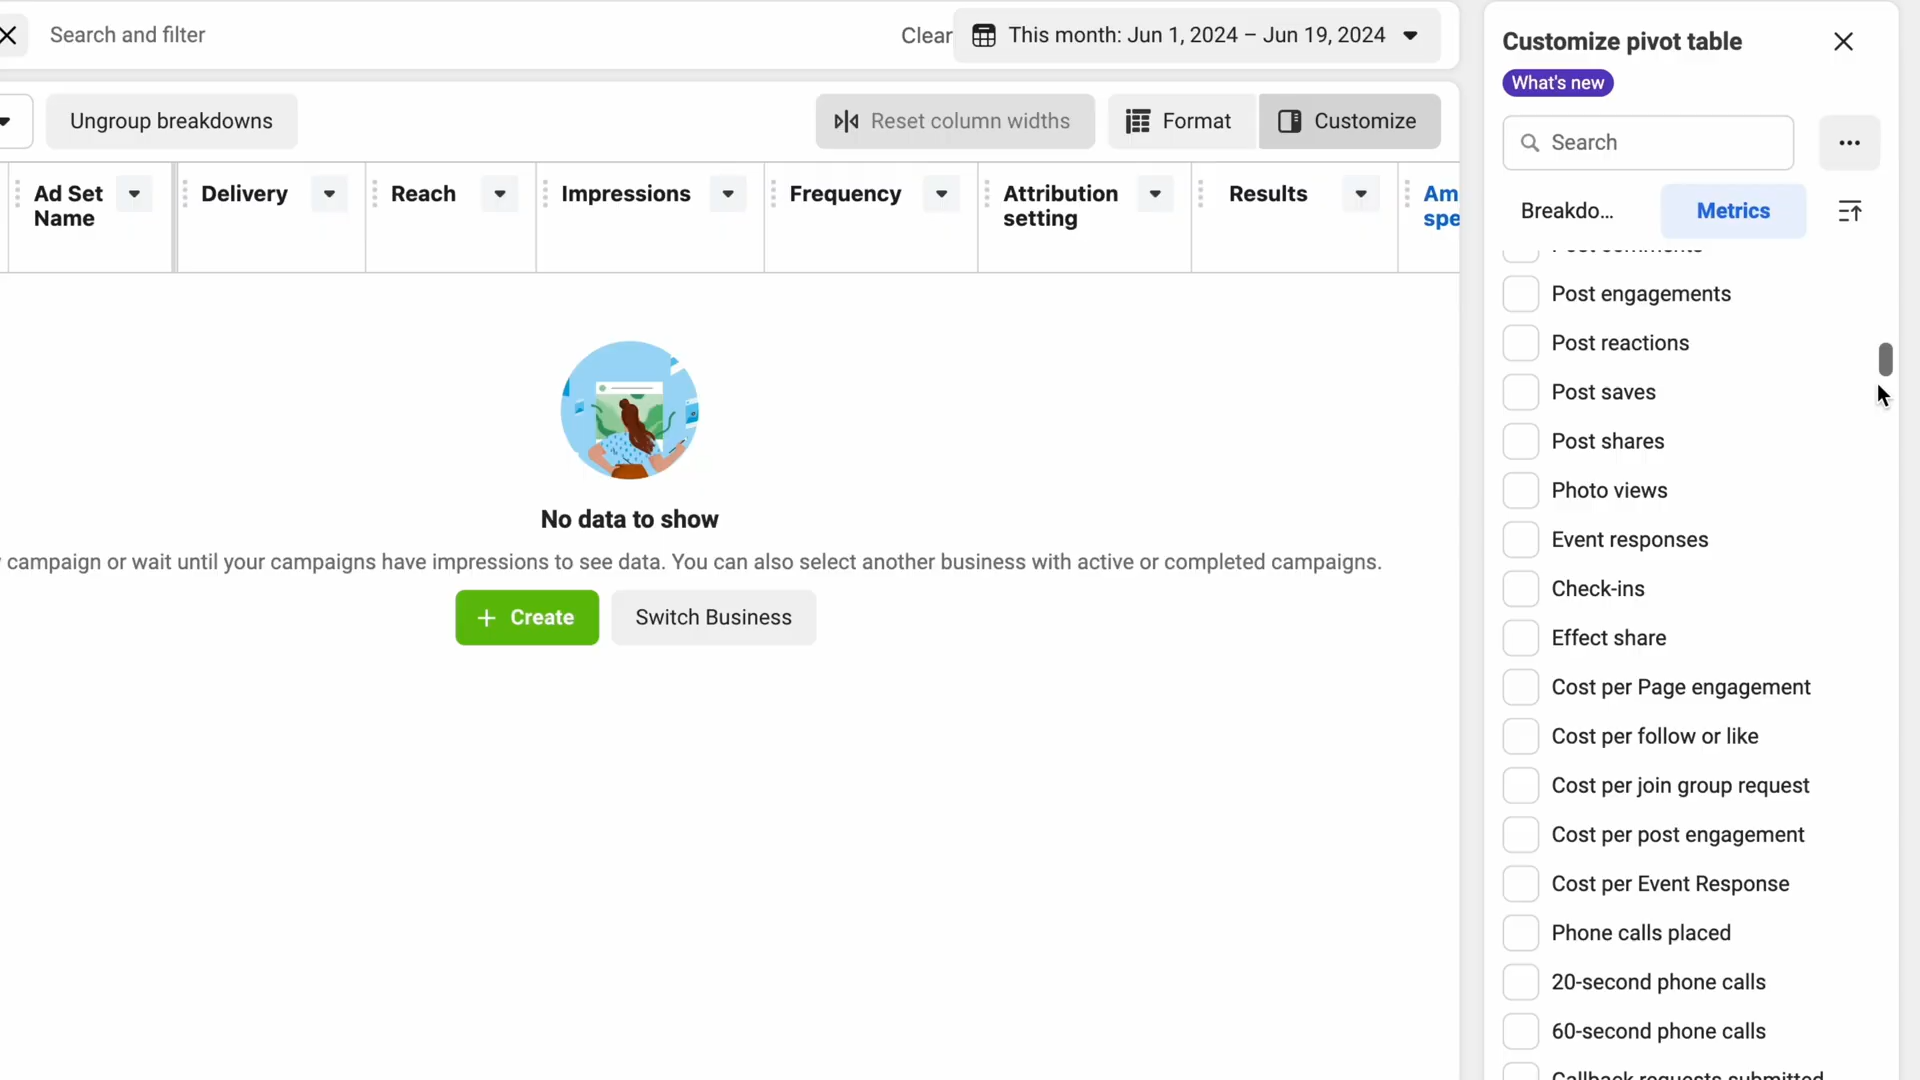 Search and filter
Clear
This month: Jun 1, 2024 – Jun 19, 2024
Ungroup breakdowns
Reset column widths
Format
Customize
Ad Set
Name
Delivery
Reach
Impressions
Frequency
Attribution
setting
Results
Am
spe
No data to show
campaign or wait until your campaigns have impressions to see data. You can also select another business with active or completed campaigns.
+ Create
Switch Business
Customize pivot table
What's new
Search
Breakdo...
Metrics
Post comments
Post engagements
Post reactions
Post saves
Post shares
Photo views
Event responses
Check-ins
Effect share
Cost per Page engagement
Cost per follow or like
Cost per join group request
Cost per post engagement
Cost per Event Response
Phone calls placed
20-second phone calls
60-second phone calls
Callback requests submitted